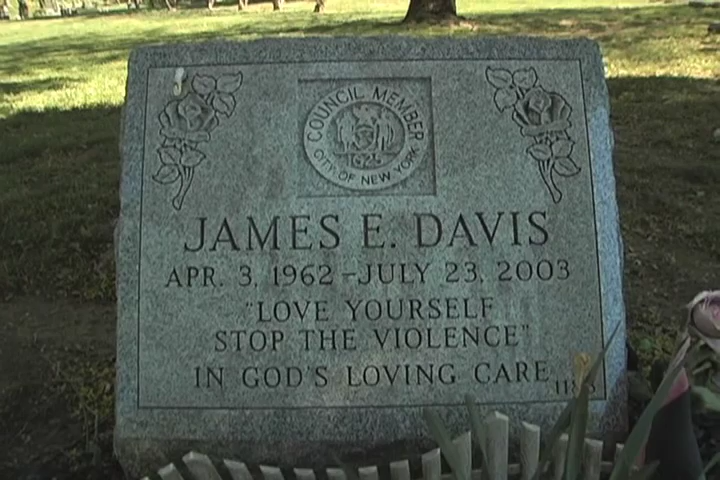 COUNCIL MEMBER
1625
CITY OF NEW YORK
JAMES E. DAVIS
APR. 3, 1962 - JULY 23, 2003
"LOVE YOURSELF
STOP THE VIOLENCE"
IN GOD'S LOVING CARE